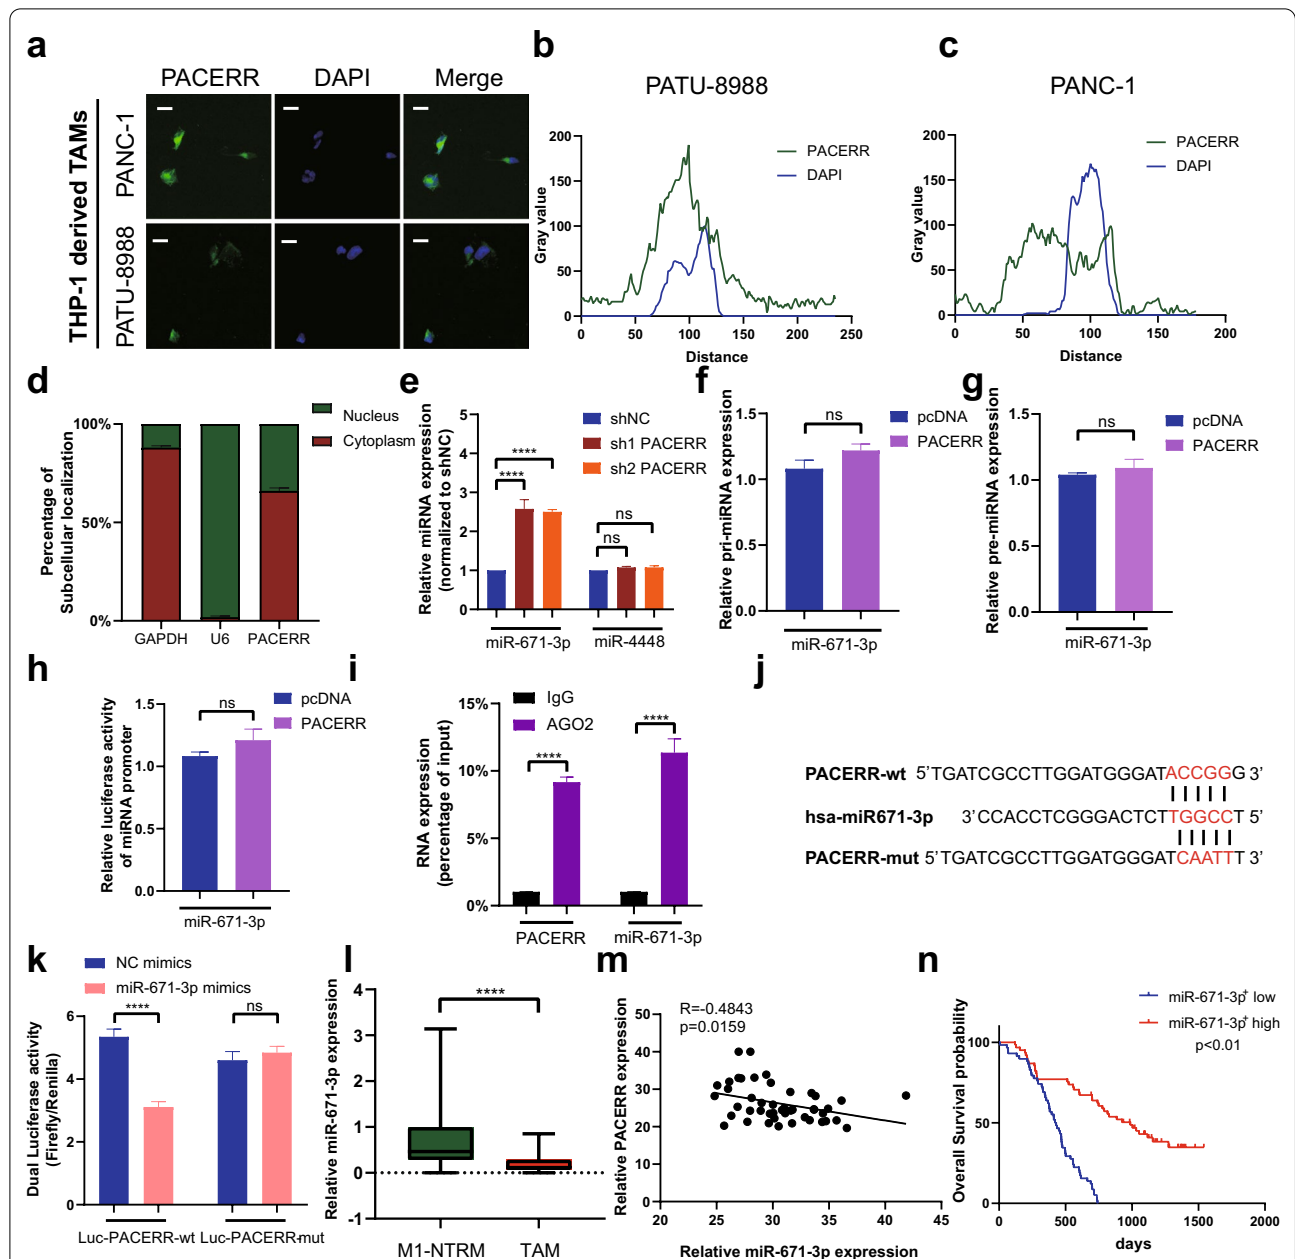 a
PACERR DAPI Merge
THP-1 derived TAMs
PANC-1
PATU-8988
b
PATU-8988
PACERR
DAPI
Gray value
200
150
100
50
0
0 50 100 150 200 250
Distance
c
PANC-1
PACERR
DAPI
Gray value
200
150
100
50
0
0 50 100 150 200
Distance
d
Nucleus
Cytoplasm
Percentage of
Subcellular localization
100%
50%
0%
GAPDH U6 PACERR
e
shNC
sh1 PACERR
sh2 PACERR
Relative miRNA expression
(normalized to shNC)
5
4
3
2
1
0
**** ****
ns ns
miR-671-3p miR-4448
f
pcDNA
PACERR
Relative pri-miRNA expression
1.5
1.0
0.5
0.0
ns
miR-671-3p
g
pcDNA
PACERR
Relative pre-miRNA expression
1.5
1.0
0.5
0.0
ns
miR-671-3p
h
pcDNA
PACERR
Relative luciferase activity
of miRNA promoter
1.5
1.0
0.5
0.0
ns
miR-671-3p
i
IgG
AGO2
RNA expression
(percentage of input)
15%
10%
5%
0%
**** ****
PACERR miR-671-3p
j
PACERR-wt 5’TGATCGCCTTGGATGGGATACCGGG 3’
hsa-miR671-3p 3’CCACCTCGGGACTCTTGGCCT 5’
PACERR-mut 5’TGATCGCCTTGGATGGGATCAATTT 3’
k
NC mimics
miR-671-3p mimics
Dual Luciferase activity
(Firefly/Renilla)
6
4
2
0
**** ns
Luc-PACERR-wt Luc-PACERR-mut
l
Relative miR-671-3p expression
4
3
2
1
0
-1
****
M1-NTRM TAM
m
R=-0.4843
p=0.0159
Relative PACERR expression
50
40
30
20
10
0
20 25 30 35 40 45
Relative miR-671-3p expression
n
miR-671-3p⁺ low
miR-671-3p⁺ high
p<0.01
Overall Survival probability
100
50
0
0 500 1000 1500 2000
days